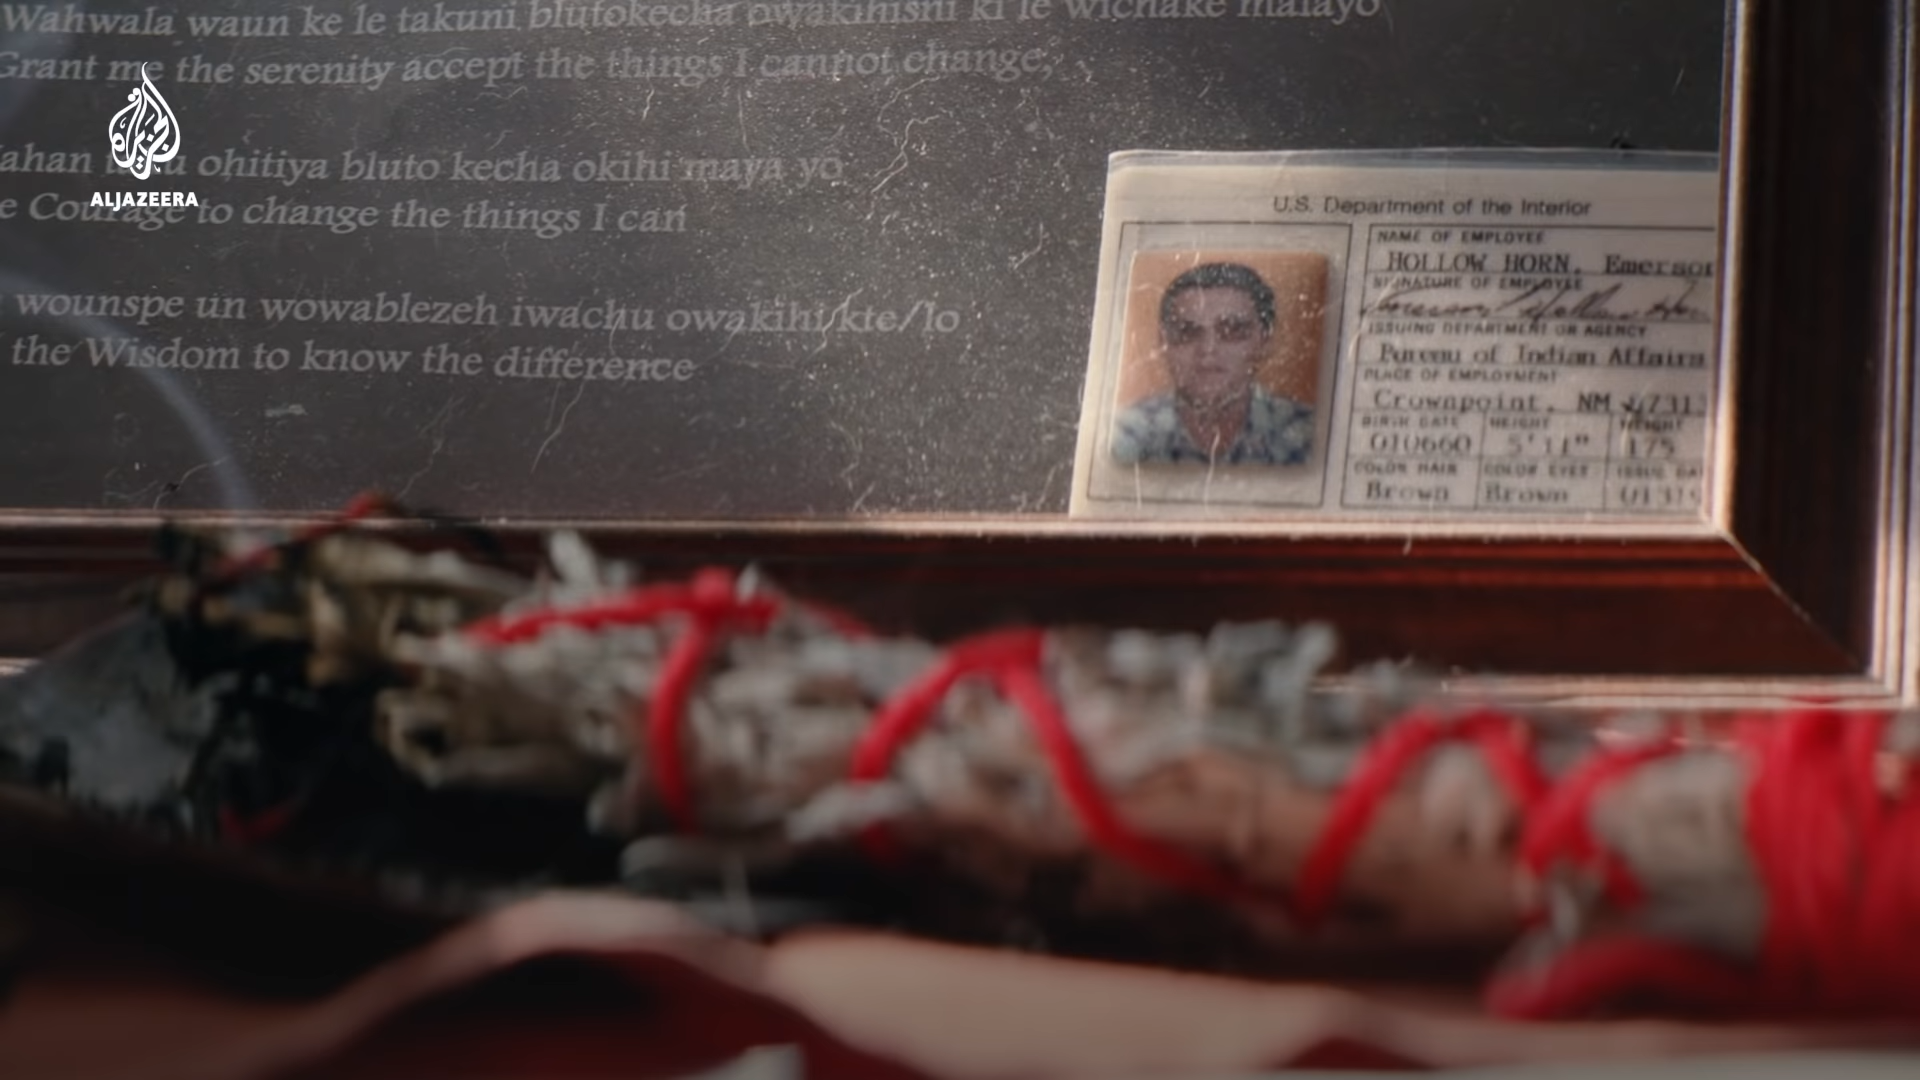 Wahwala waun ke le takuni blutokecha owakihisni ki le wichake malayo
Grant me the serenity accept the things I cannot change,
ohitiya bluto kecha okihi maya yo
Courage to change the things I can
wounspe un wowablezeh iwachu owakihi kte/lo
the Wisdom to know the difference
ALJAZEERA
U.S. Department of the Interior
NAME OF EMPLOYEE
HOLLOW HORN, Emerson
SIGNATURE OF EMPLOYEE
ISSUING DEPARTMENT OR AGENCY
Bureau of Indian Affairs
PLACE OF EMPLOYMENT
Crownpoint, NM
BIRTH DATE HEIGHT WEIGHT
010660 5'11" 175
COLOR HAIR COLOR EYES ISSUE DA
Brown Brown